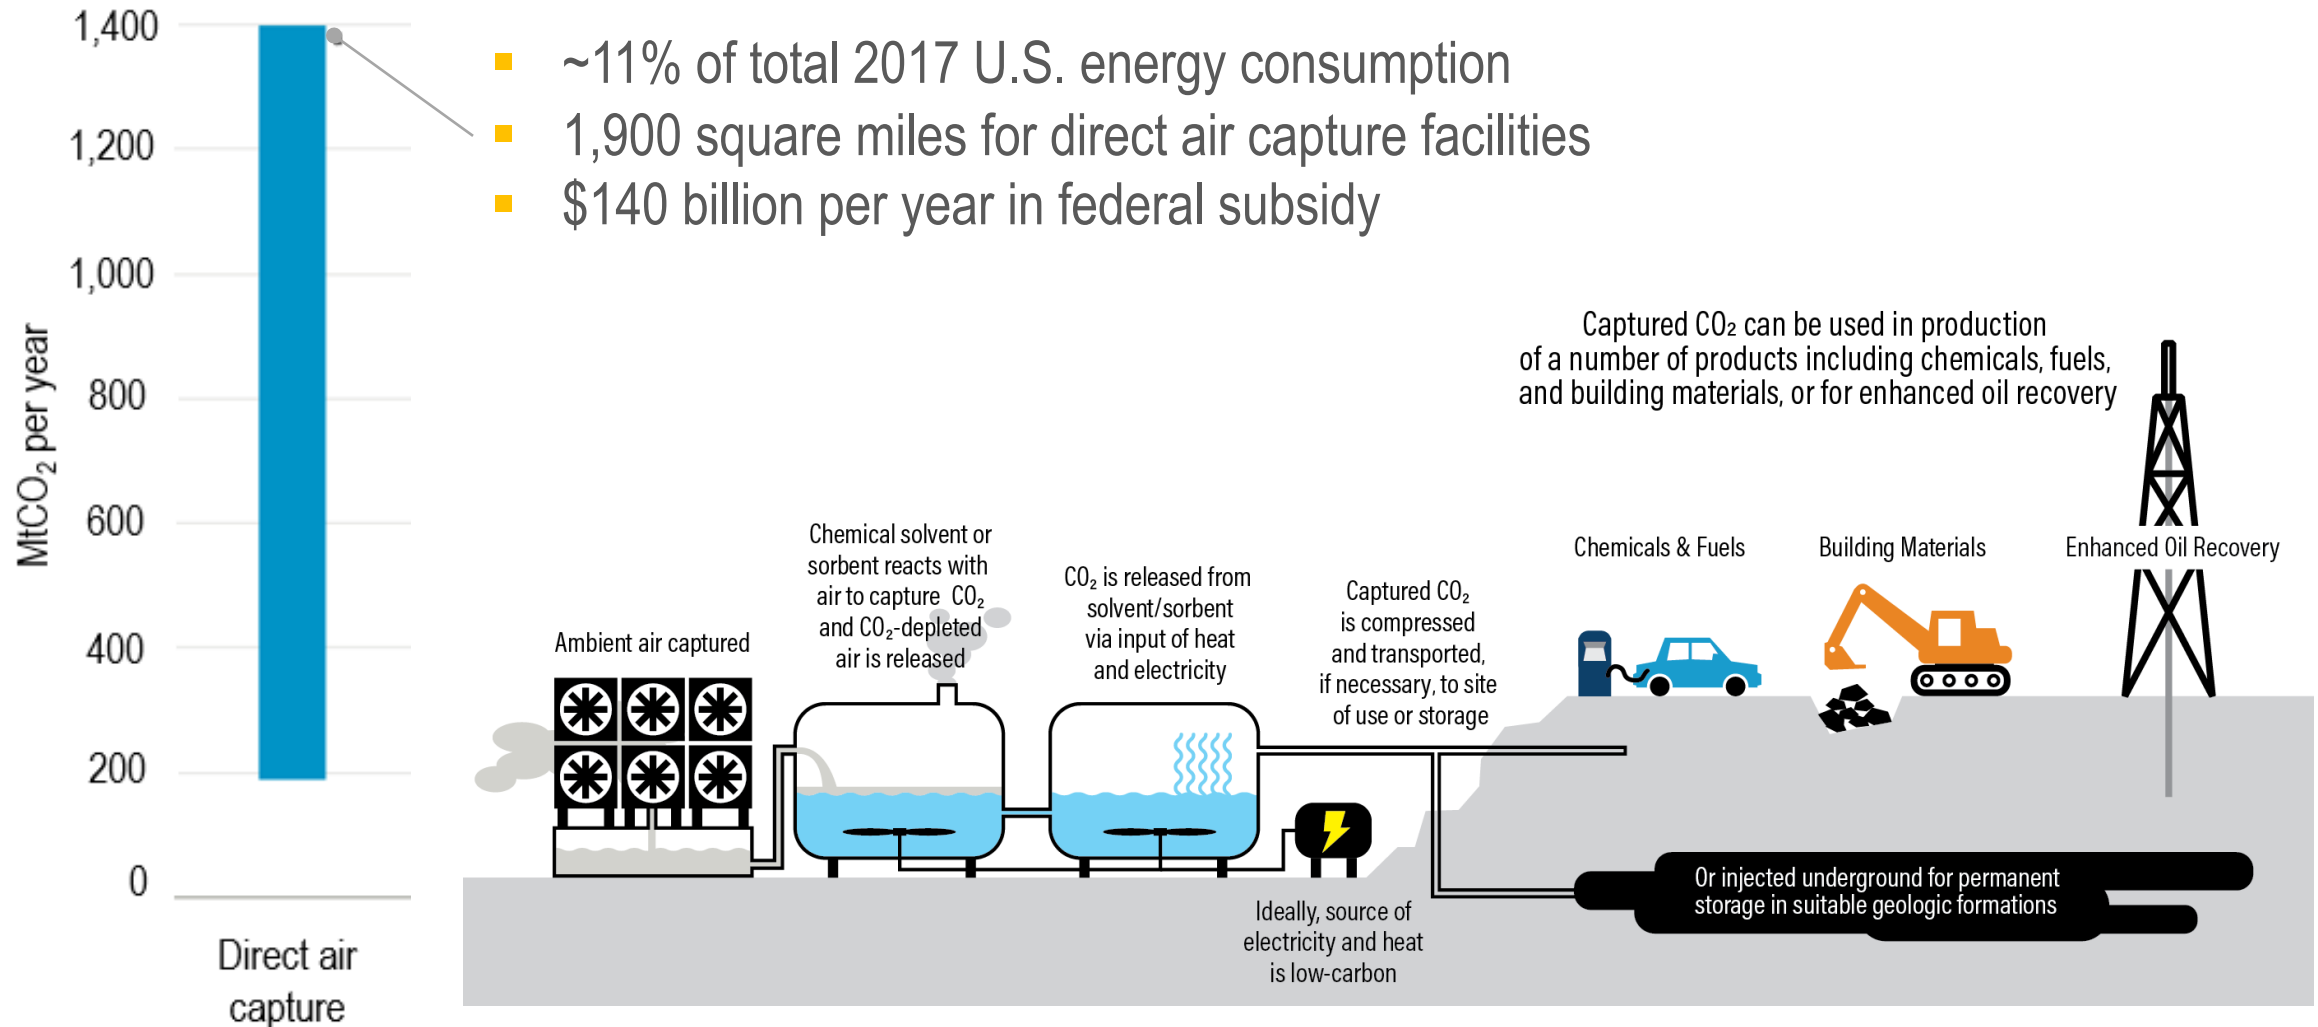 1,400
1,200
1,000
800
600
400
200
0
MtCO₂ per year
Direct air
capture
~11% of total 2017 U.S. energy consumption
1,900 square miles for direct air capture facilities
$140 billion per year in federal subsidy
Captured CO₂ can be used in production
of a number of products including chemicals, fuels,
and building materials, or for enhanced oil recovery
Ambient air captured
Chemical solvent or
sorbent reacts with
air to capture CO₂
and CO₂-depleted
air is released
CO₂ is released from
solvent/sorbent
via input of heat
and electricity
Captured CO₂
is compressed
and transported,
if necessary, to site
of use or storage
Chemicals & Fuels
Building Materials
Enhanced Oil Recovery
Ideally, source of
electricity and heat
is low-carbon
Or injected underground for permanent
storage in suitable geologic formations